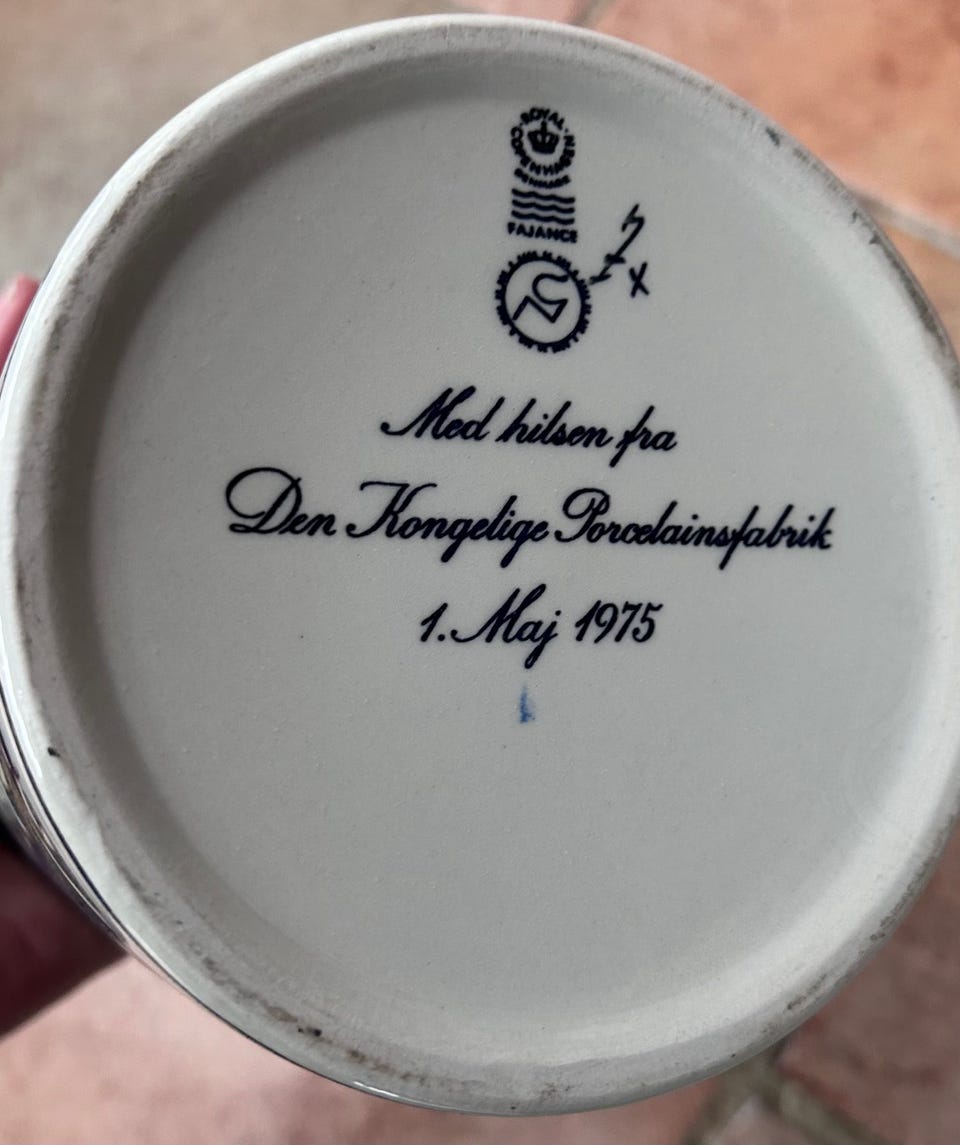 ROYAL COPENHAGEN
DENMARK
FAJANCE
Med hilsen fra
Den Kongelige Porcelainsfabrik
1. Maj 1975